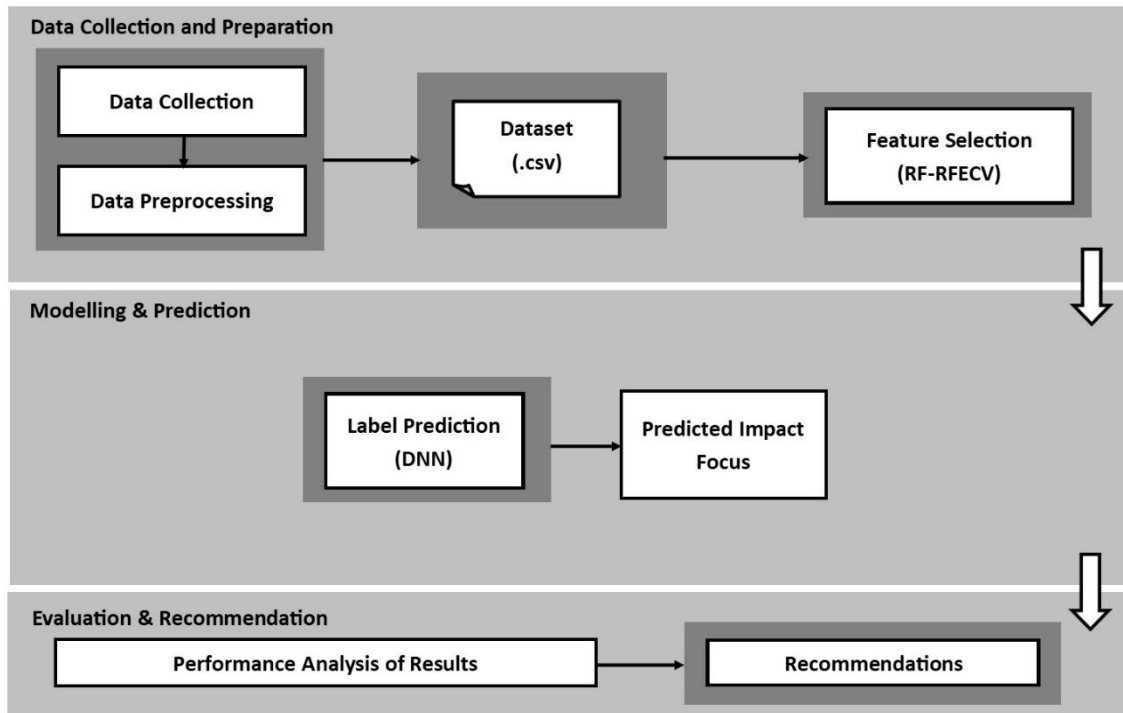 Data Collection and Preparation
Data Collection
Data Preprocessing
Dataset
(.csv)
Feature Selection
(RF-RFECV)
Modelling & Prediction
Label Prediction
(DNN)
Predicted Impact
Focus
Evaluation & Recommendation
Performance Analysis of Results
Recommendations